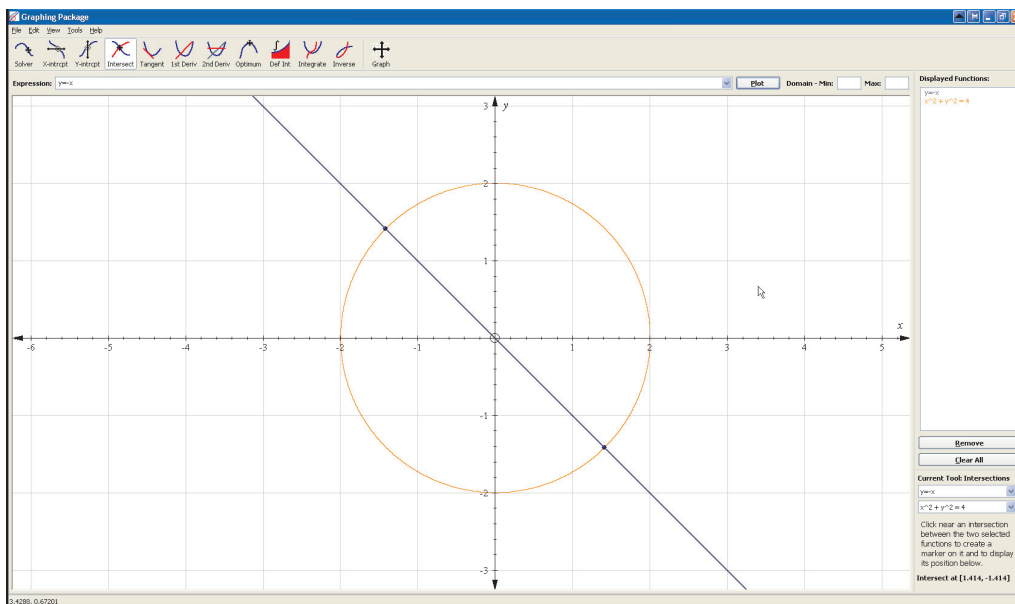 Graphing Package
File Edit View Tools Help
Solver X-intrcpt Y-intrcpt Intersect Tangent 1st Deriv 2nd Deriv Optimum Def Int Integrate Inverse Graph
Expression: y=-x Plot Domain - Min: Max:
Displayed Functions:
y=-x
x^2 + y^2 = 4
3 y
2
1
x
-6 -5 -4 -3 -2 -1 1 2 3 4 5
-1
-2
-3
Remove
Clear All
Current Tool: Intersections
y=-x
x^2 + y^2 = 4
Click near an intersection
between the two selected
functions to create a
marker on it and to display
its position below.
Intersect at [1.414, -1.414]
3.4288, 0.67201